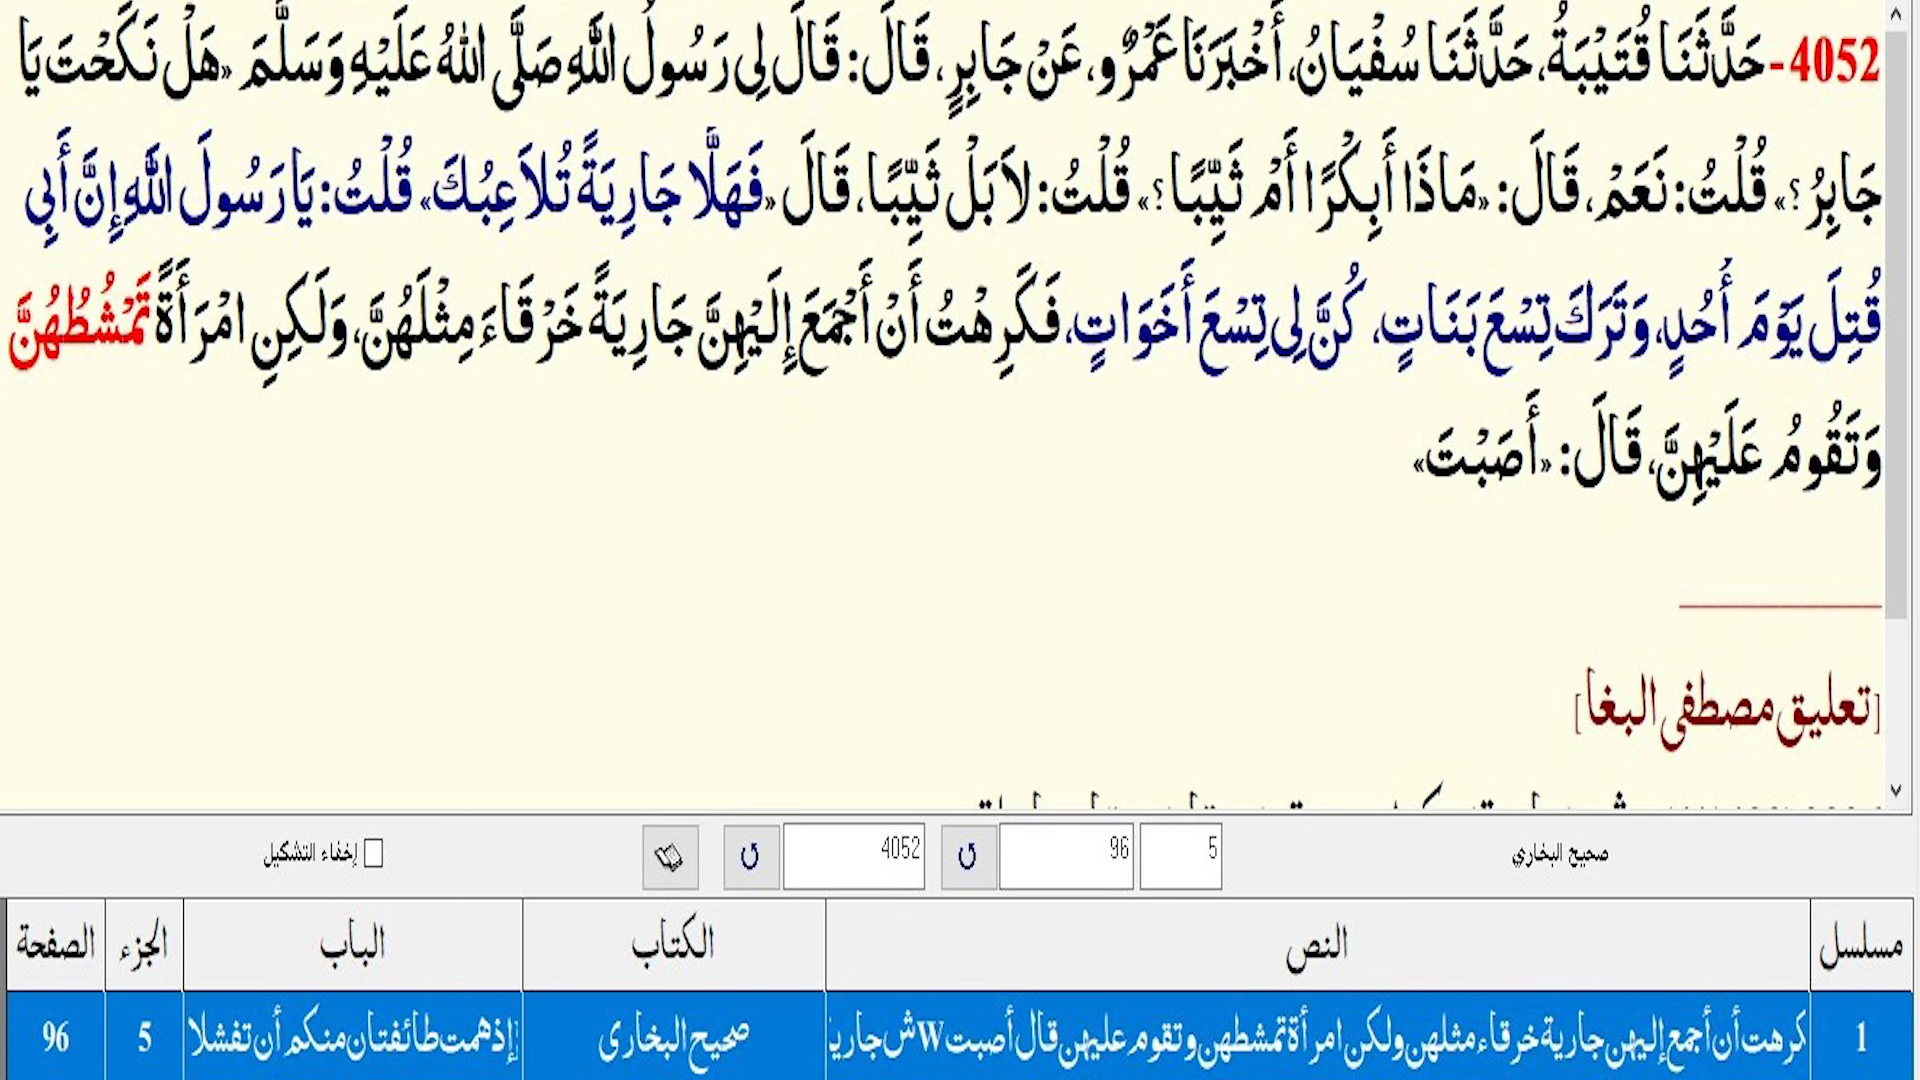 4052- حَدَّثَنَا قُتَيْبَةُ، حَدَّثَنَا سُفْيَانُ، أَخْبَرَنَا عَمْرٌو، عَنْ جَابِرٍ، قَالَ: قَالَ لِي رَسُولُ اللَّهِ صَلَّى اللهُ عَلَيْهِ وَسَلَّمَ «هَلْ نَكَحْتَ يَا
جَابِرُ؟» قُلْتُ: نَعَمْ، قَالَ: «مَاذَا أَبِكْرًا أَمْ ثَيِّبًا؟» قُلْتُ: لاَ بَلْ ثَيِّبًا، قَالَ «فَهَلَّا جَارِيَةً تُلاَعِبُكَ» قُلْتُ: يَا رَسُولَ اللَّهِ إِنَّ أَبِي
قُتِلَ يَوْمَ أُحُدٍ، وَتَرَكَ تِسْعَ بَنَاتٍ، كُنَّ لِي تِسْعَ أَخَوَاتٍ، فَكَرِهْتُ أَنْ أَجْمَعَ إِلَيْهِنَّ جَارِيَةً خَرْقَاءَ مِثْلَهُنَّ، وَلَكِنِ امْرَأَةً تَمْشُطُهُنَّ
وَتَقُومُ عَلَيْهِنَّ، قَالَ: «أَصَبْتَ»
[تعليق مصطفى البغا]
صحيح البخاري 5 96 4052 إخفاء التشكيل
مسلسل النص الكتاب الباب الجزء الصفحة
1 كرهت أن أجمع إليهن جارية خرقاء مثلهن ولكن امرأة تمشطهن وتقوم عليهن قال أصبت Wش جارية صحيح البخاري إذ همت طائفتان منكم أن تفشلا 5 96